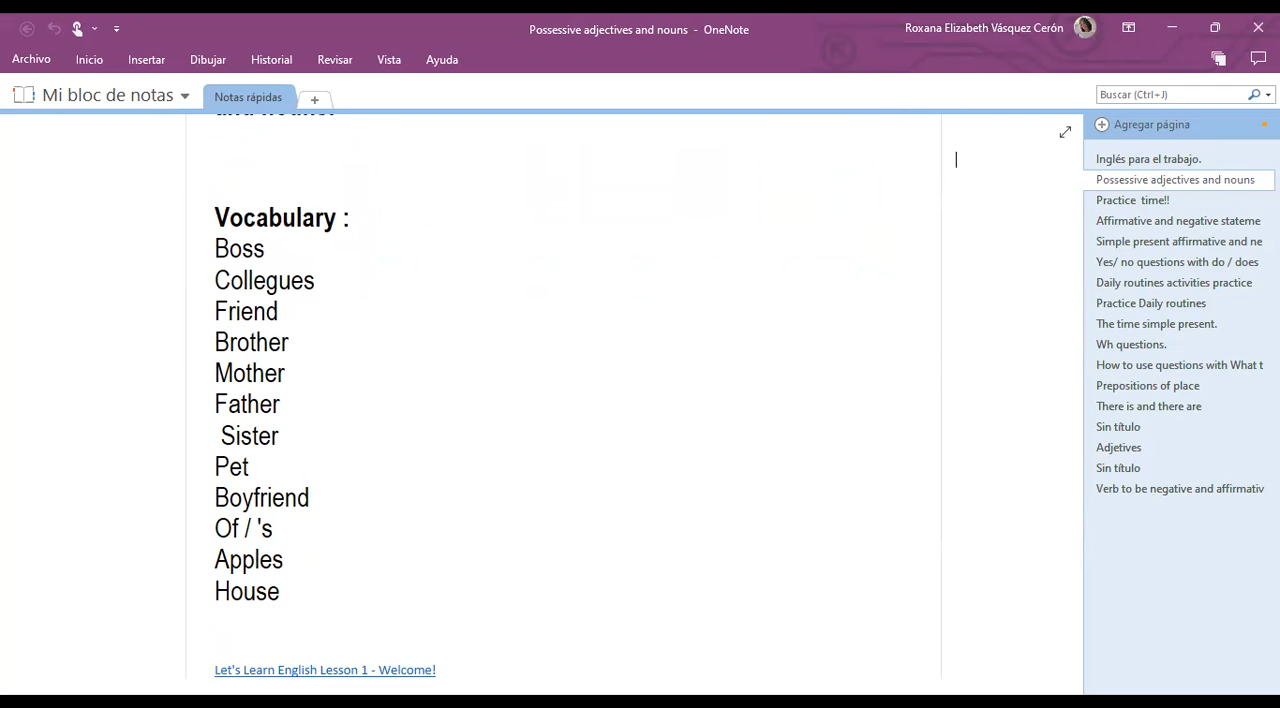 Possessive adjectives and nouns - OneNote
Roxana Elizabeth Vásquez Cerón
Archivo Inicio Insertar Dibujar Historial Revisar Vista Ayuda
Mi bloc de notas Notas rápidas
Buscar (Ctrl+J)
and nouns.
Vocabulary :
Boss
Collegues
Friend
Brother
Mother
Father
Sister
Pet
Boyfriend
Of / 's
Apples
House
Let's Learn English Lesson 1 - Welcome!
Agregar página
Inglés para el trabajo.
Possessive adjectives and nouns
Practice time!!
Affirmative and negative stateme
Simple present affirmative and ne
Yes/ no questions with do / does
Daily routines activities practice
Practice Daily routines
The time simple present.
Wh questions.
How to use questions with What t
Prepositions of place
There is and there are
Sin título
Adjetives
Sin título
Verb to be negative and affirmativ